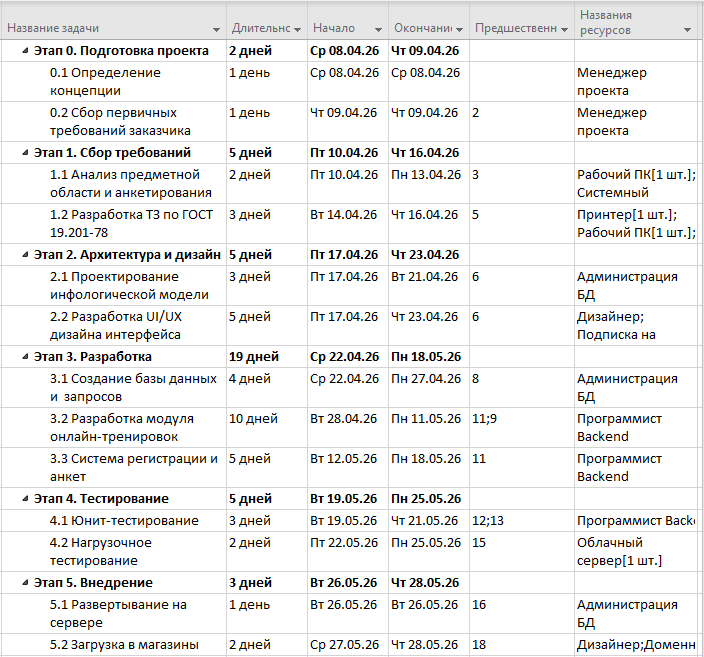 Название задачи Длительнс Начало Окончани Предшественн Названия ресурсов
Этап 0. Подготовка проекта 2 дней Ср 08.04.26 Чт 09.04.26
0.1 Определение концепции 1 день Ср 08.04.26 Ср 08.04.26 Менеджер проекта
0.2 Сбор первичных требований заказчика 1 день Чт 09.04.26 Чт 09.04.26 2 Менеджер проекта
Этап 1. Сбор требований 5 дней Пт 10.04.26 Чт 16.04.26
1.1 Анализ предметной области и анкетирования 2 дней Пт 10.04.26 Пн 13.04.26 3 Рабочий ПК[1 шт.]; Системный
1.2 Разработка ТЗ по ГОСТ 19.201-78 3 дней Вт 14.04.26 Чт 16.04.26 5 Принтер[1 шт.]; Рабочий ПК[1 шт.];
Этап 2. Архитектура и дизайн 5 дней Пт 17.04.26 Чт 23.04.26
2.1 Проектирование инфологической модели 3 дней Пт 17.04.26 Вт 21.04.26 6 Администрация БД
2.2 Разработка UI/UX дизайна интерфейса 5 дней Пт 17.04.26 Чт 23.04.26 6 Дизайнер; Подписка на
Этап 3. Разработка 19 дней Ср 22.04.26 Пн 18.05.26
3.1 Создание базы данных и запросов 4 дней Ср 22.04.26 Пн 27.04.26 8 Администрация БД
3.2 Разработка модуля онлайн-тренировок 10 дней Вт 28.04.26 Пн 11.05.26 11;9 Программист Backend
3.3 Система регистрации и анкет 5 дней Вт 12.05.26 Пн 18.05.26 11 Программист Backend
Этап 4. Тестирование 5 дней Вт 19.05.26 Пн 25.05.26
4.1 Юнит-тестирование 3 дней Вт 19.05.26 Чт 21.05.26 12;13 Программист Back
4.2 Нагрузочное тестирование 2 дней Пт 22.05.26 Пн 25.05.26 15 Облачный сервер[1 шт.]
Этап 5. Внедрение 3 дней Вт 26.05.26 Чт 28.05.26
5.1 Развертывание на сервере 1 день Вт 26.05.26 Вт 26.05.26 16 Администрация БД
5.2 Загрузка в магазины 2 дней Ср 27.05.26 Чт 28.05.26 18 Дизайнер;Доменн